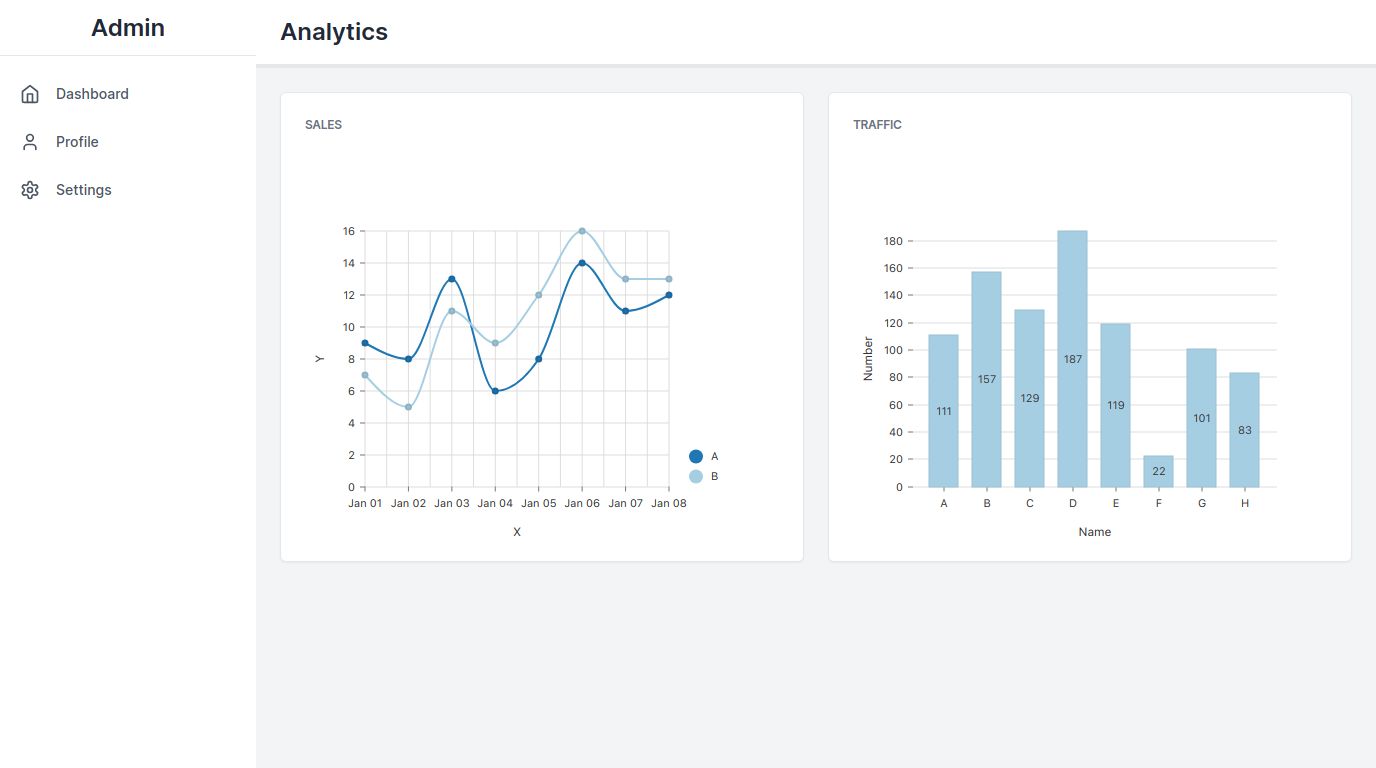 Admin
Dashboard
Profile
Settings
Analytics
SALES
16
14
12
10
8
6
4
2
0
Y
Jan 01 Jan 02 Jan 03 Jan 04 Jan 05 Jan 06 Jan 07 Jan 08
X
A
B
TRAFFIC
180
160
140
120
100
80
60
40
20
0
Number
111 157 129 187 119 22 101 83
A B C D E F G H
Name